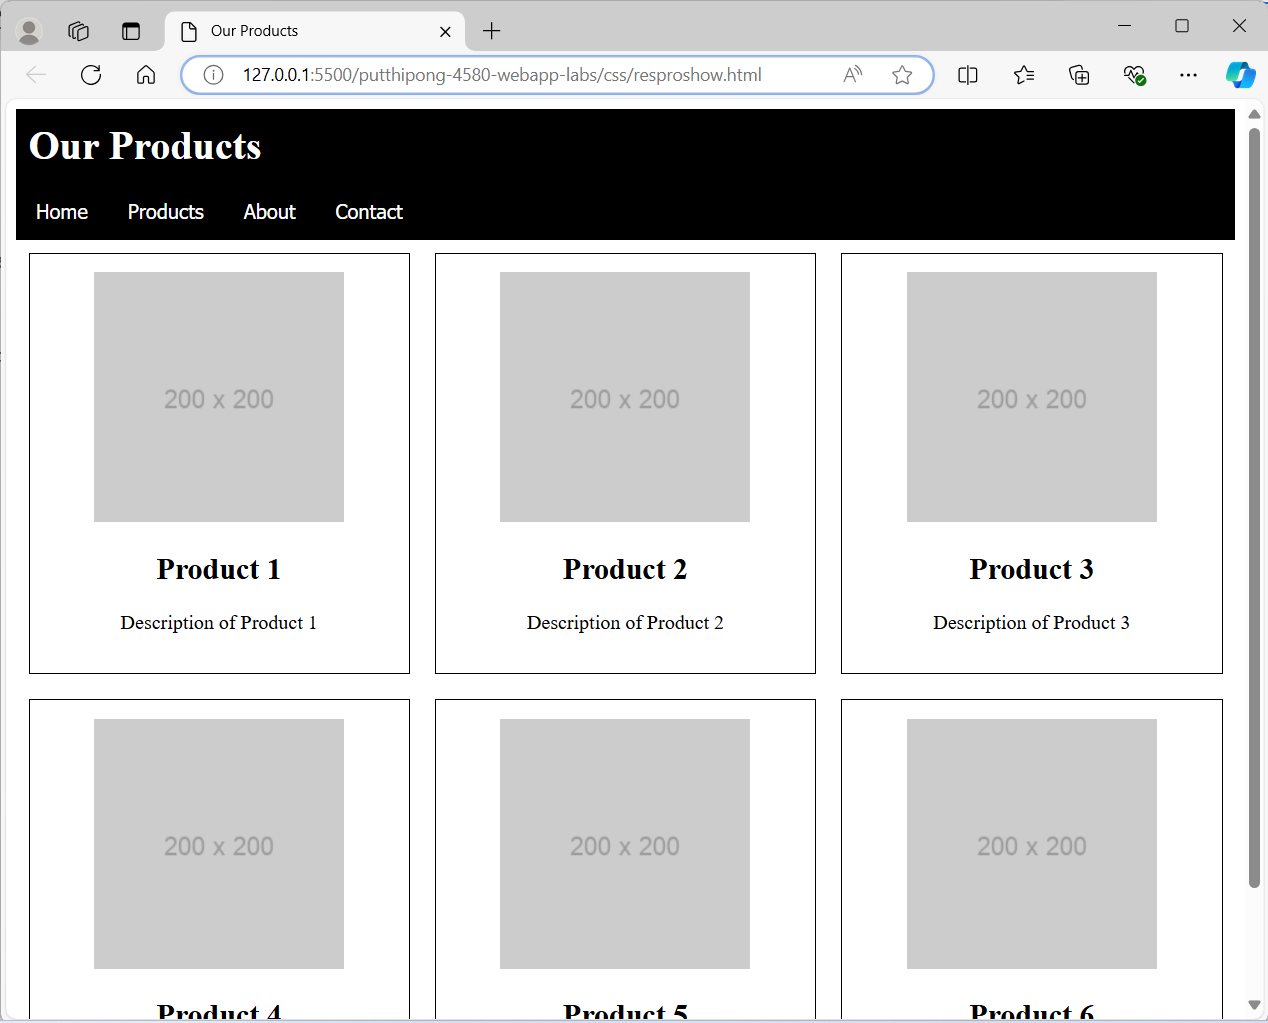 Our Products
127.0.0.1:5500/putthipong-4580-webapp-labs/css/resproshow.html
Our Products
Home Products About Contact
200 x 200 200 x 200 200 x 200
Product 1 Product 2 Product 3
Description of Product 1 Description of Product 2 Description of Product 3
200 x 200 200 x 200 200 x 200
Product 4 Product 5 Product 6